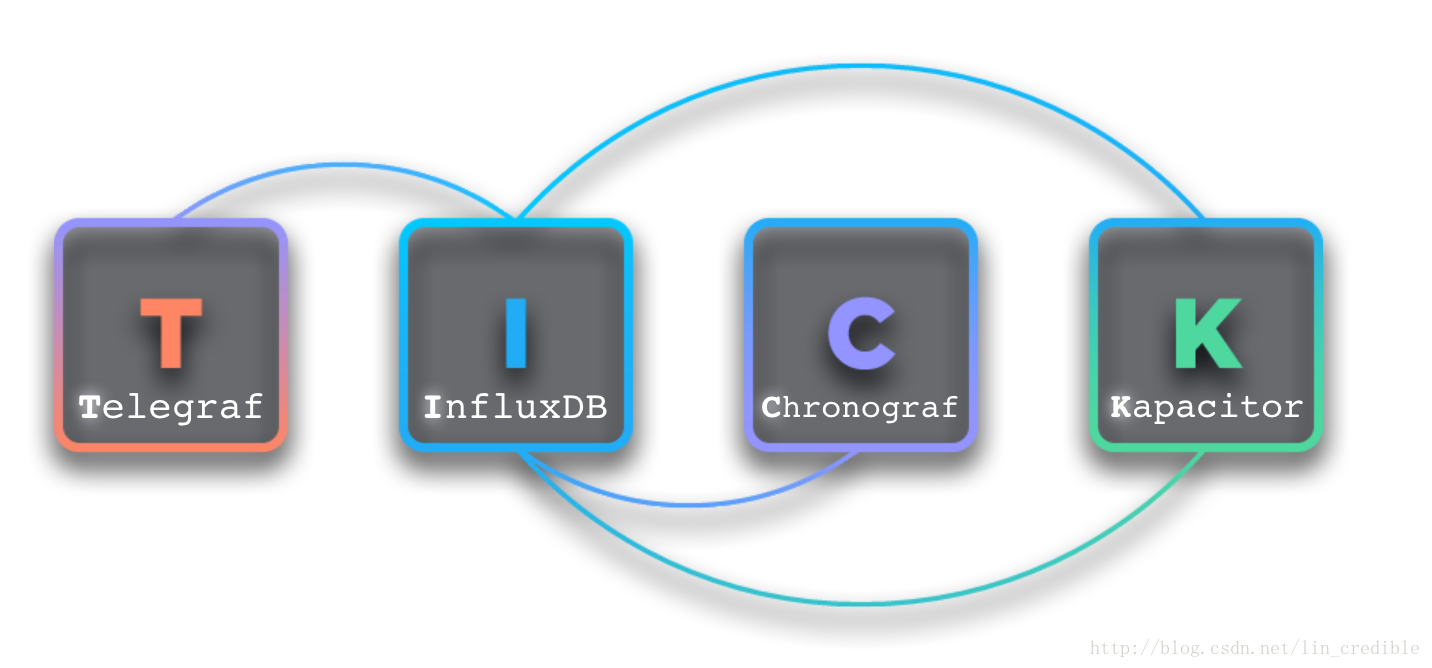 T
I
C
K
Telegraf
InfluxDB
Chronograf
Kapacitor
http://blog.csdn.net/lin_credible